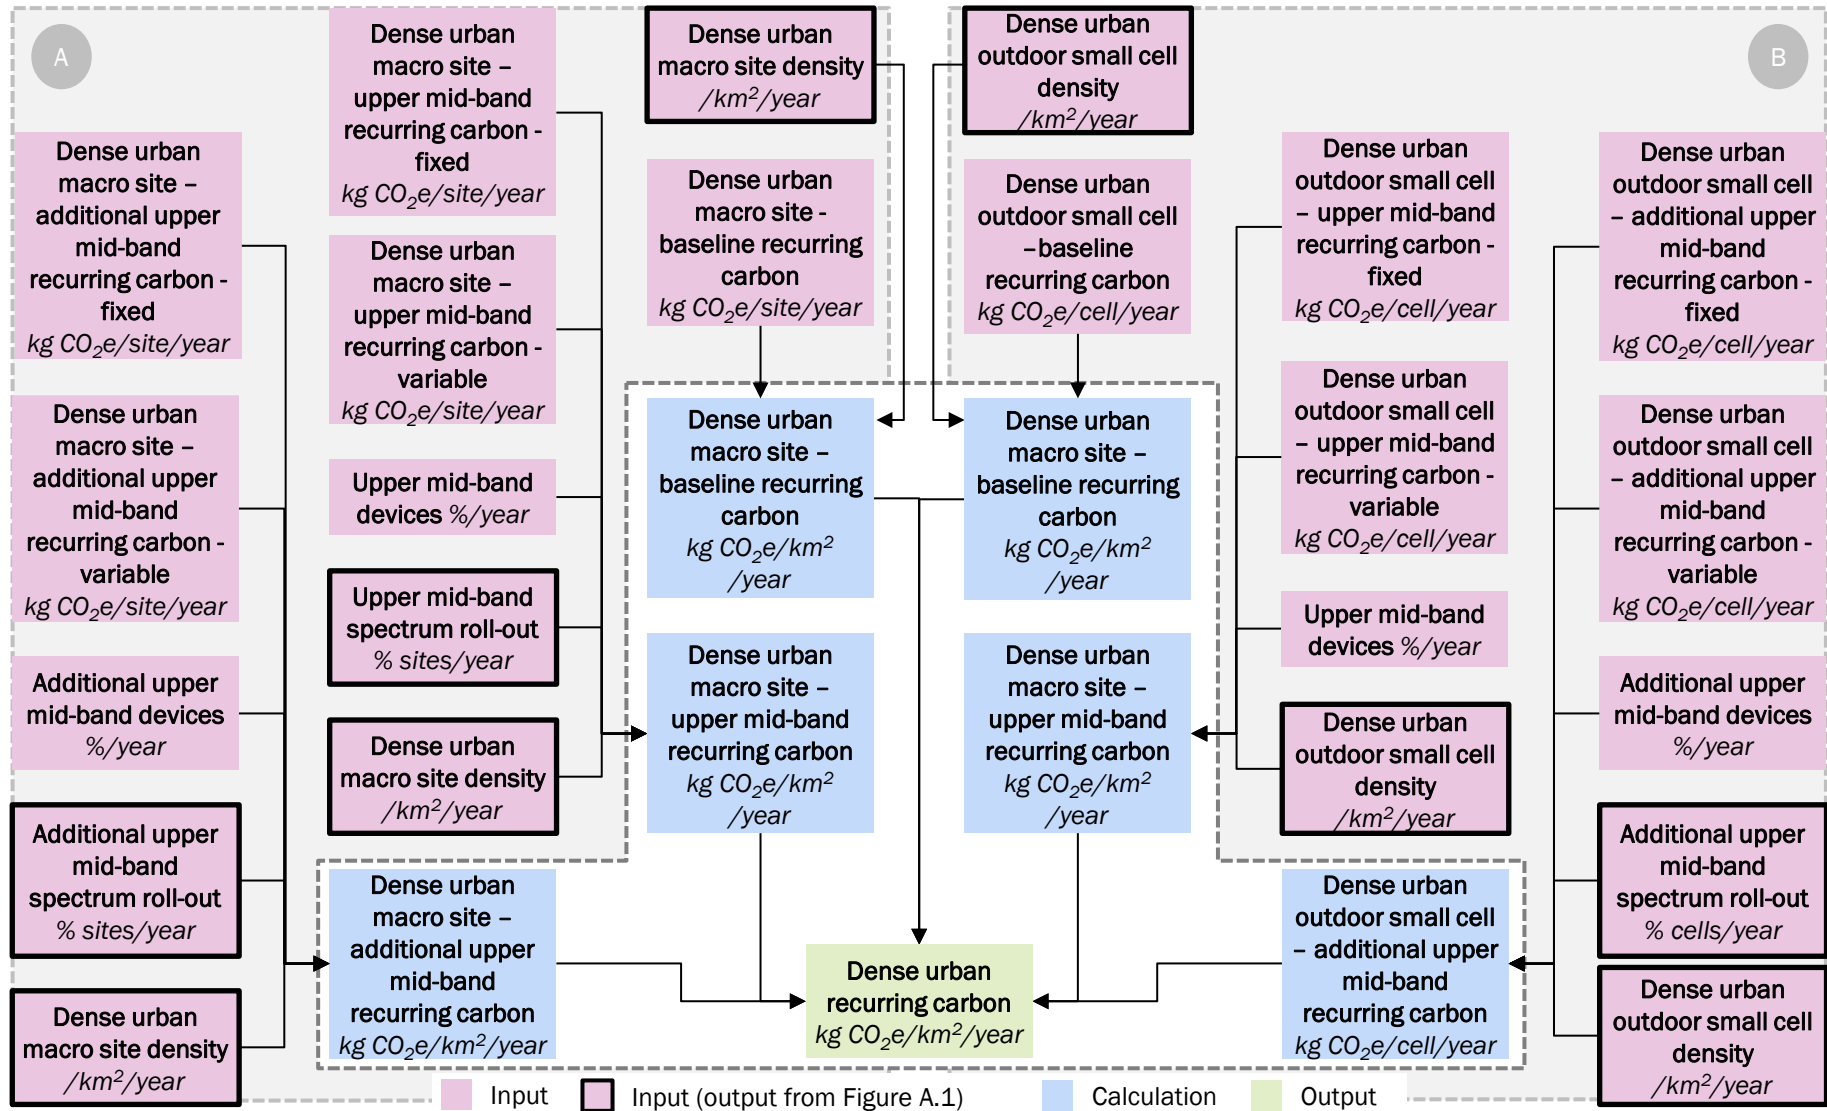 A
Dense urban
macro site –
additional upper
mid-band
recurring carbon -
fixed
kg CO2e/site/year
Dense urban
macro site –
additional upper
mid-band
recurring carbon -
variable
kg CO2e/site/year
Additional upper
mid-band devices
%/year
Additional upper
mid-band
spectrum roll-out
% sites/year
Dense urban
macro site density
/km2/year
Dense urban
macro site –
upper mid-band
recurring carbon -
fixed
kg CO2e/site/year
Dense urban
macro site –
upper mid-band
recurring carbon -
variable
kg CO2e/site/year
Upper mid-band
devices %/year
Upper mid-band
spectrum roll-out
% sites/year
Dense urban
macro site density
/km2/year
Dense urban
macro site –
additional upper
mid-band
recurring carbon
kg CO2e/km2/year
Dense urban
macro site density
/km2/year
Dense urban
macro site -
baseline recurring
carbon
kg CO2e/site/year
Dense urban
macro site –
baseline recurring
carbon
kg CO2e/km2
/year
Dense urban
macro site –
upper mid-band
recurring carbon
kg CO2e/km2
/year
Dense urban
recurring carbon
kg CO2e/km2/year
Dense urban
outdoor small cell
density
/km2/year
Dense urban
outdoor small cell
–baseline
recurring carbon
kg CO2e/cell/year
Dense urban
macro site –
baseline recurring
carbon
kg CO2e/km2
/year
Dense urban
macro site –
upper mid-band
recurring carbon
kg CO2e/km2
/year
B
Dense urban
outdoor small cell
– upper mid-band
recurring carbon -
fixed
kg CO2e/cell/year
Dense urban
outdoor small cell
– upper mid-band
recurring carbon -
variable
kg CO2e/cell/year
Upper mid-band
devices %/year
Dense urban
outdoor small cell
density
/km2/year
Dense urban
outdoor small cell
– additional upper
mid-band
recurring carbon
kg CO2e/cell/year
Dense urban
outdoor small cell
– additional upper
mid-band
recurring carbon -
fixed
kg CO2e/cell/year
Dense urban
outdoor small cell
– additional upper
mid-band
recurring carbon -
variable
kg CO2e/cell/year
Additional upper
mid-band devices
%/year
Additional upper
mid-band
spectrum roll-out
% cells/year
Dense urban
outdoor small cell
density
/km2/year
Input
Input (output from Figure A.1)
Calculation
Output